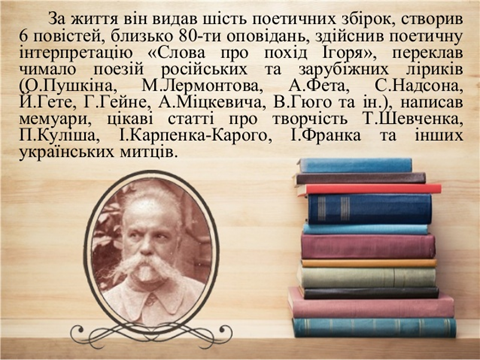 За життя він видав шість поетичних збірок, створив
6 повістей, близько 80-ти оповідань, здійснив поетичну
інтерпретацію «Слова про похід Ігоря», переклав
чимало поезій російських та зарубіжних ліриків
(О.Пушкіна, М.Лермонтова, А.Фета, С.Надсона,
Й.Гете, Г.Гейне, А.Міцкевича, В.Гюго та ін.), написав
мемуари, цікаві статті про творчість Т.Шевченка,
П.Куліша, І.Карпенка-Карого, І.Франка та інших
українських митців.